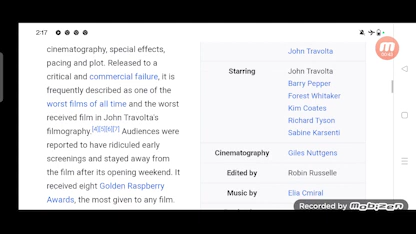 2:17
cinematography, special effects,
pacing and plot. Released to a
critical and commercial failure, it is
frequently described as one of the
worst films of all time and the worst
received film in John Travolta's
filmography.[4][5][6][7] Audiences were
reported to have ridiculed early
screenings and stayed away from
the film after its opening weekend. It
received eight Golden Raspberry
Awards, the most given to any film.
John Travolta
Starring
John Travolta
Barry Pepper
Forest Whitaker
Kim Coates
Richard Tyson
Sabine Karsenti
Cinematography
Giles Nuttgens
Edited by
Robin Russelle
Music by
Elia Cmiral
Recorded by Mobizen